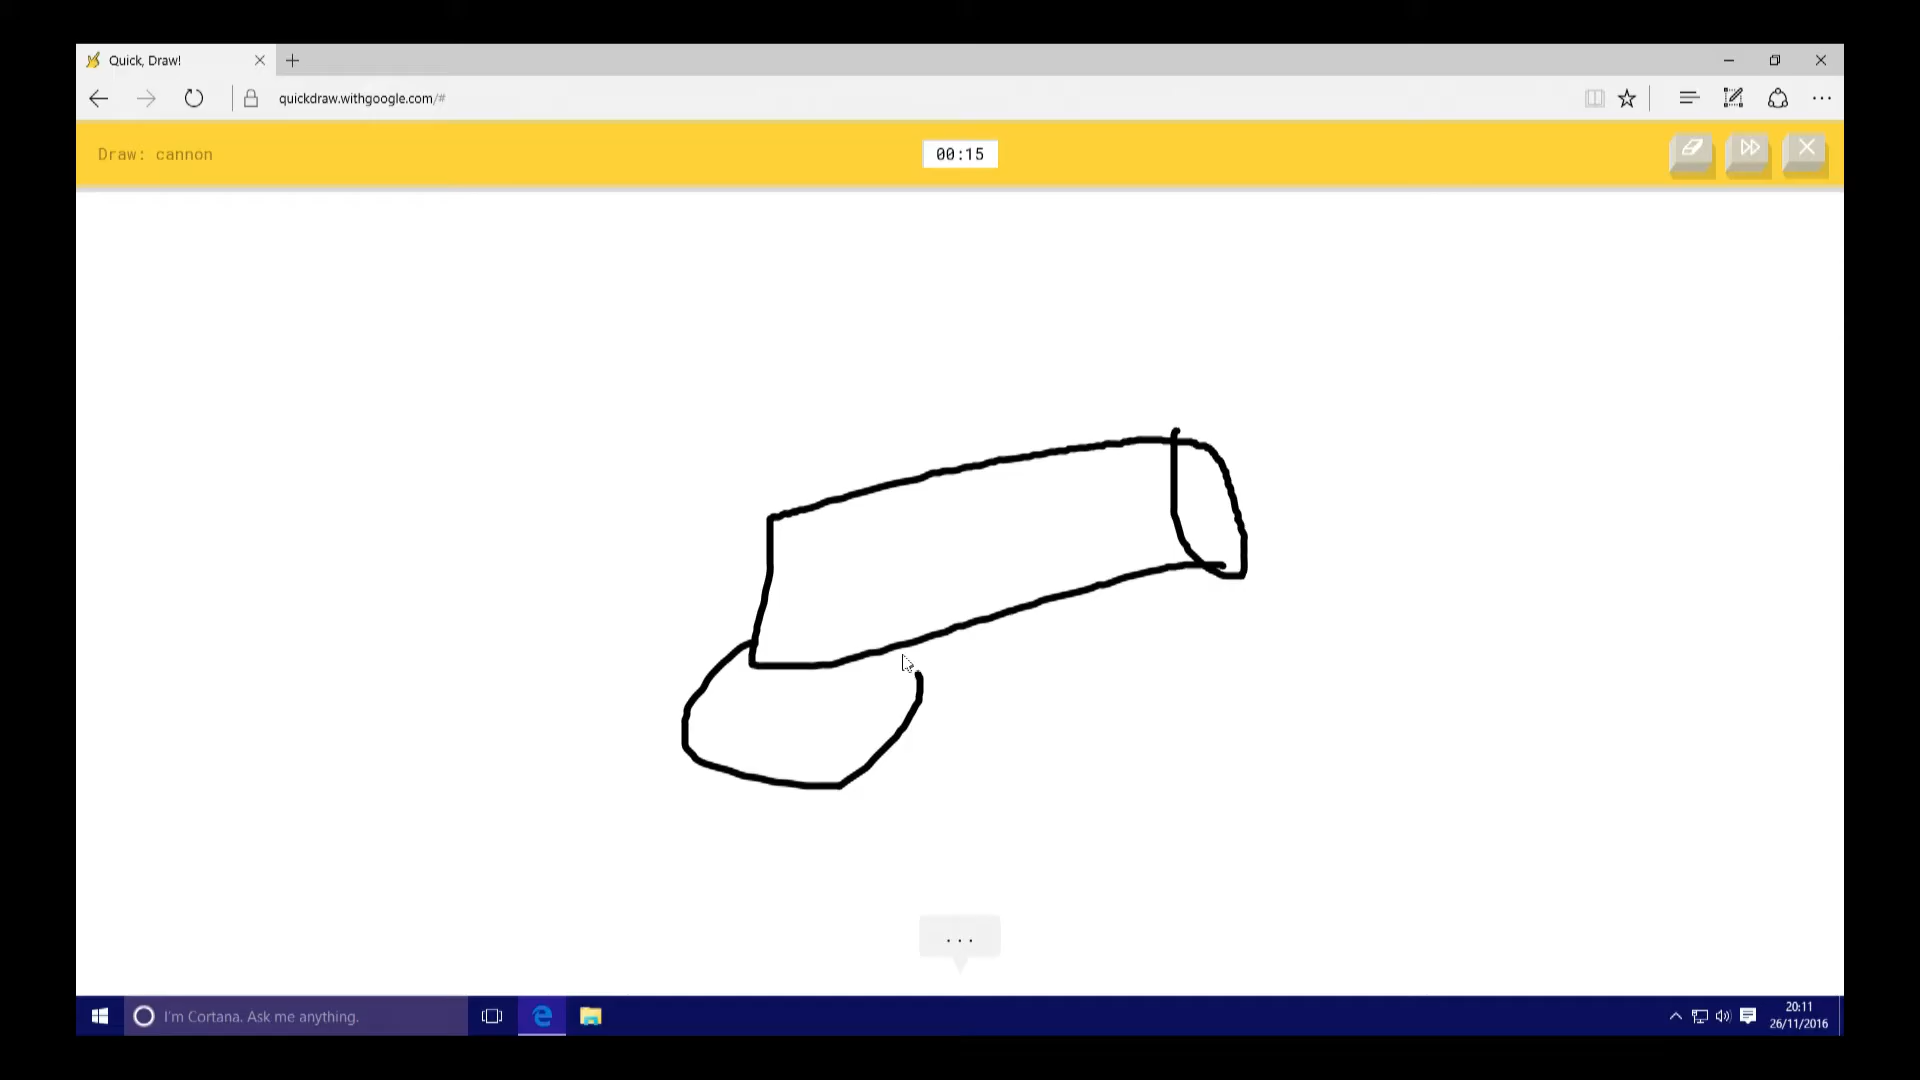 Quick, Draw!
quickdraw.withgoogle.com/#
Draw: cannon
00:15
...
I'm Cortana. Ask me anything.
20:11
26/11/2016